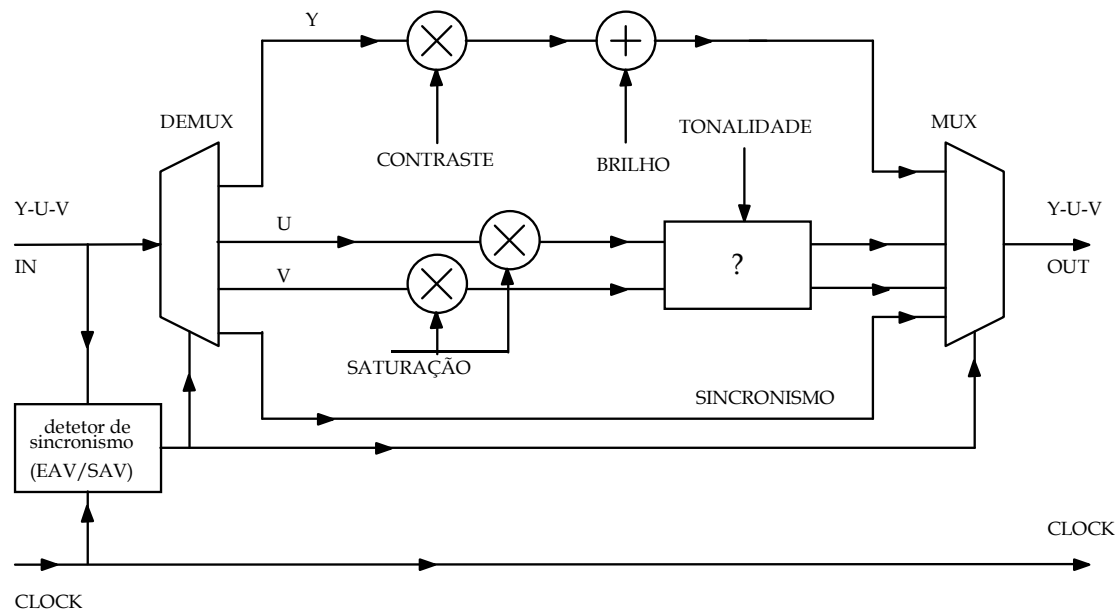 Y
DEMUX
TONALIDADE
MUX
CONTRASTE
BRILHO
Y-U-V
U
Y-U-V
IN
V
?
OUT
SATURAÇÃO
SINCRONISMO
detetor de
sincronismo
(EAV/SAV)
CLOCK
CLOCK